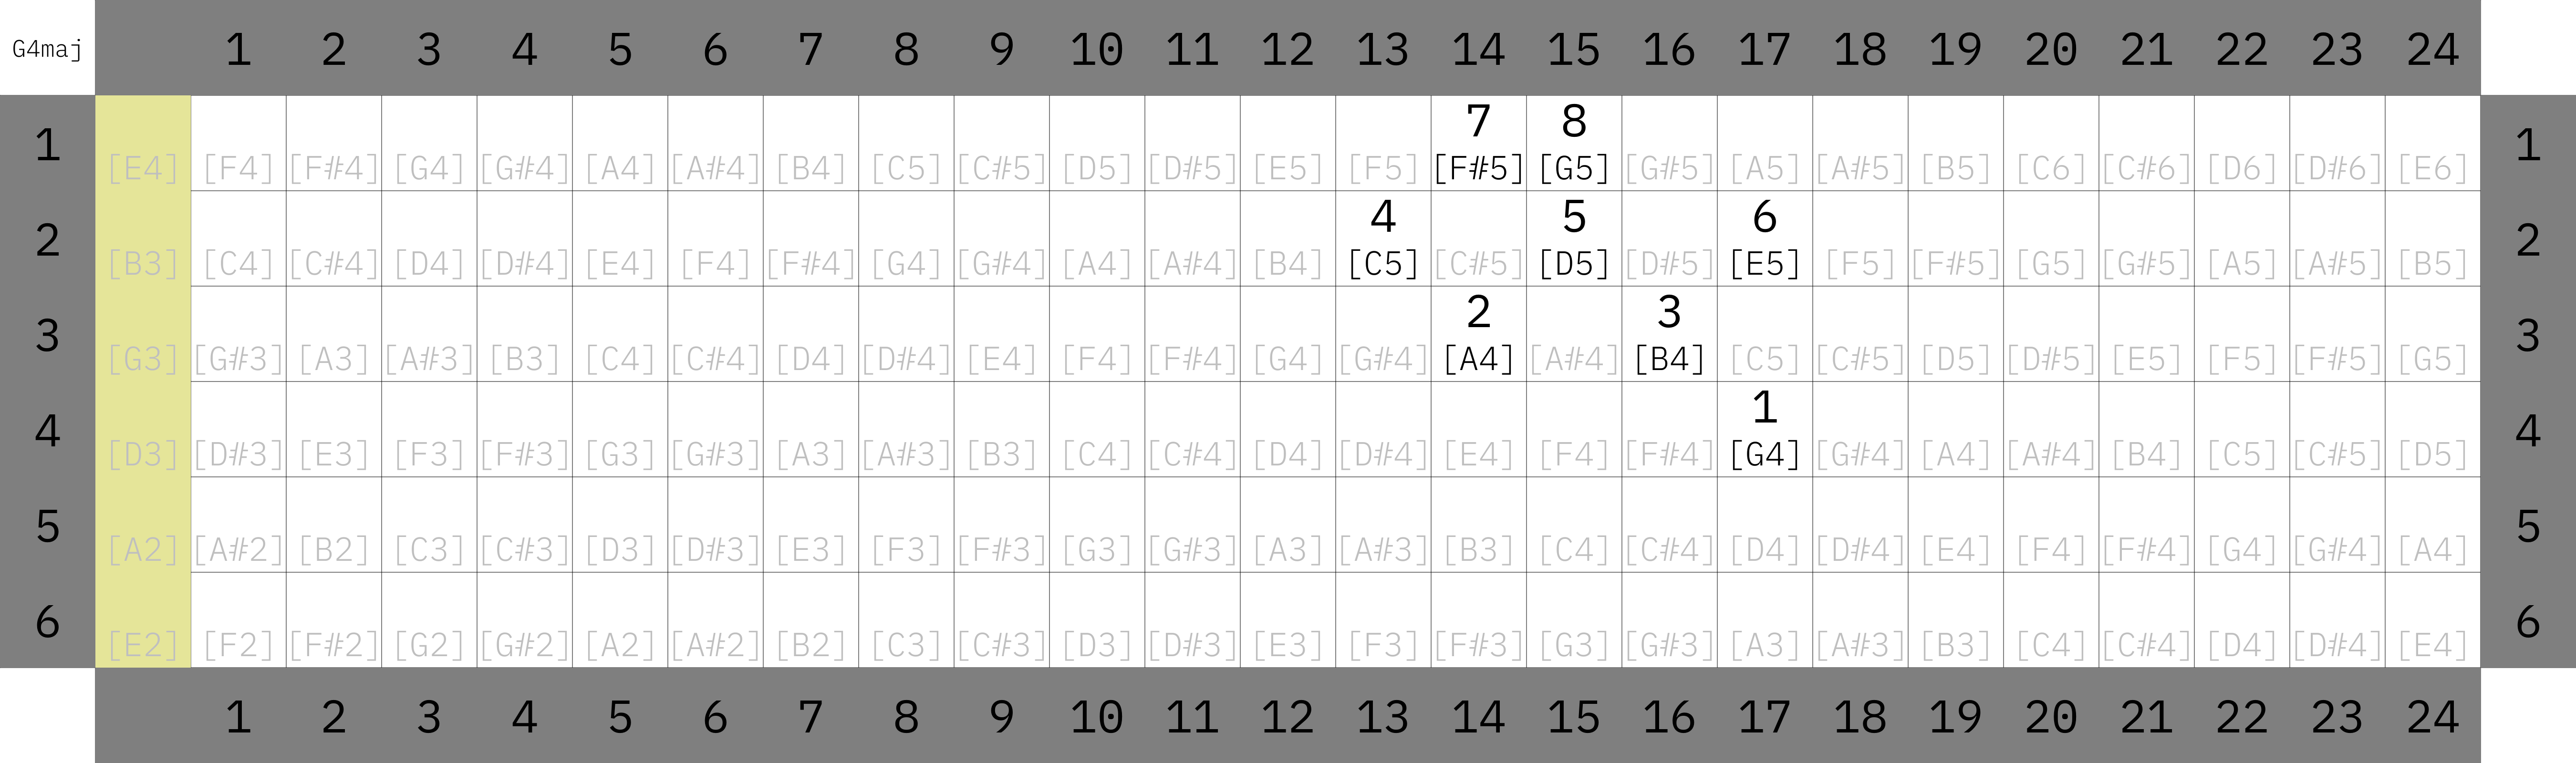 G4maj 1 2 3 4 5 6 7 8 9 10 11 12 13 14 15 16 17 18 19 20 21 22 23 24
7 8
1 [E4] [F4] [F#4] [G4] [G#4] [A4] [A#4] [B4] [C5] [C#5] [D5] [D#5] [E5] [F5] [F#5] [G5] [G#5] [A5] [A#5] [B5] [C6] [C#6] [D6] [D#6] [E6] 1
4 5 6
2 [B3] [C4] [C#4] [D4] [D#4] [E4] [F4] [F#4] [G4] [G#4] [A4] [A#4] [B4] [C5] [C#5] [D5] [D#5] [E5] [F5] [F#5] [G5] [G#5] [A5] [A#5] [B5] 2
2 3
3 [G3] [G#3] [A3] [A#3] [B3] [C4] [C#4] [D4] [D#4] [E4] [F4] [F#4] [G4] [G#4] [A4] [A#4] [B4] [C5] [C#5] [D5] [D#5] [E5] [F5] [F#5] [G5] 3
1
4 [D3] [D#3] [E3] [F3] [F#3] [G3] [G#3] [A3] [A#3] [B3] [C4] [C#4] [D4] [D#4] [E4] [F4] [F#4] [G4] [G#4] [A4] [A#4] [B4] [C5] [C#5] [D5] 4
5 [A2] [A#2] [B2] [C3] [C#3] [D3] [D#3] [E3] [F3] [F#3] [G3] [G#3] [A3] [A#3] [B3] [C4] [C#4] [D4] [D#4] [E4] [F4] [F#4] [G4] [G#4] [A4] 5
6 [E2] [F2] [F#2] [G2] [G#2] [A2] [A#2] [B2] [C3] [C#3] [D3] [D#3] [E3] [F3] [F#3] [G3] [G#3] [A3] [A#3] [B3] [C4] [C#4] [D4] [D#4] [E4] 6
1 2 3 4 5 6 7 8 9 10 11 12 13 14 15 16 17 18 19 20 21 22 23 24